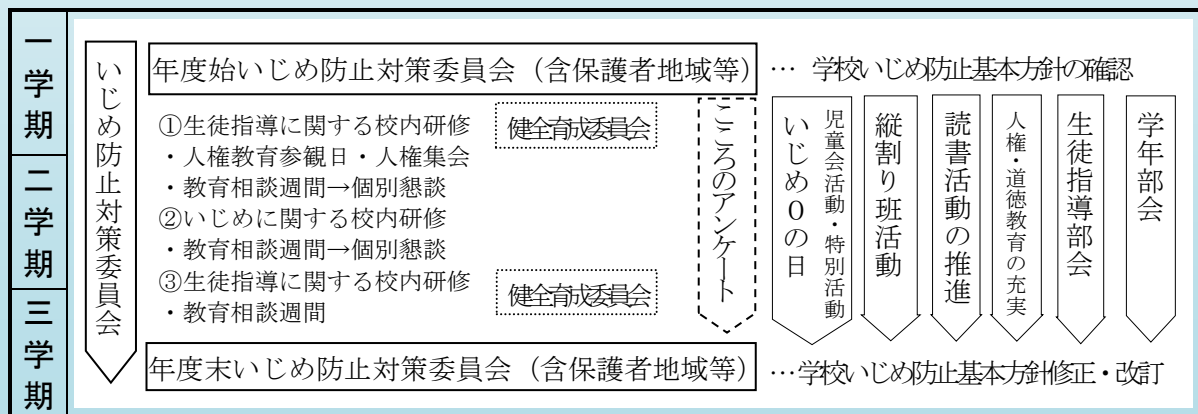 一学期
二学期
三学期
いじめ防止対策委員会
年度始いじめ防止対策委員会（含保護者地域等）
… 学校いじめ防止基本方針の確認
①生徒指導に関する校内研修
・人権教育参観日・人権集会
・教育相談週間→個別懇談
②いじめに関する校内研修
・教育相談週間→個別懇談
③生徒指導に関する校内研修
・教育相談週間
健全育成委員会
健全育成委員会
こころのアンケート
児童会活動・特別活動
いじめ０の日
縦割り班活動
読書活動の推進
人権・道徳教育の充実
生徒指導部会
学年部会
年度末いじめ防止対策委員会（含保護者地域等）
…学校いじめ防止基本方針修正・改訂